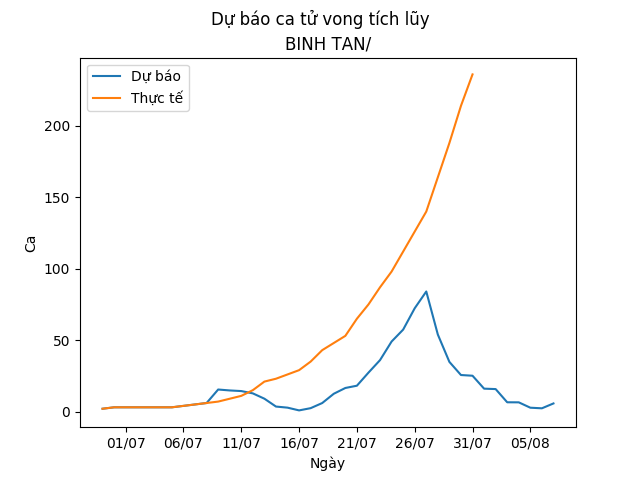 Dự báo ca tử vong tích lũy
BINH TAN/
Dự báo
Thực tế
200
150
100
50
0
Ca
01/07 06/07 11/07 16/07 21/07 26/07 31/07 05/08
Ngày